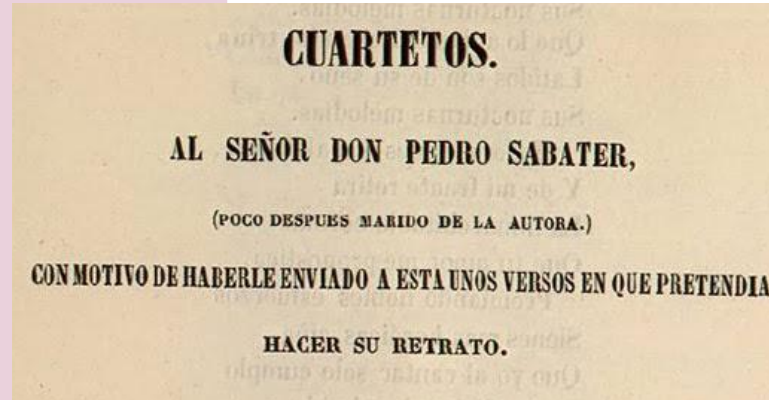 CUARTETOS.
AL SEÑOR DON PEDRO SABATER,
(POCO DESPUES MARIDO DE LA AUTORA.)
CON MOTIVO DE HABERLE ENVIADO A ESTA UNOS VERSOS EN QUE PRETENDIA
HACER SU RETRATO.